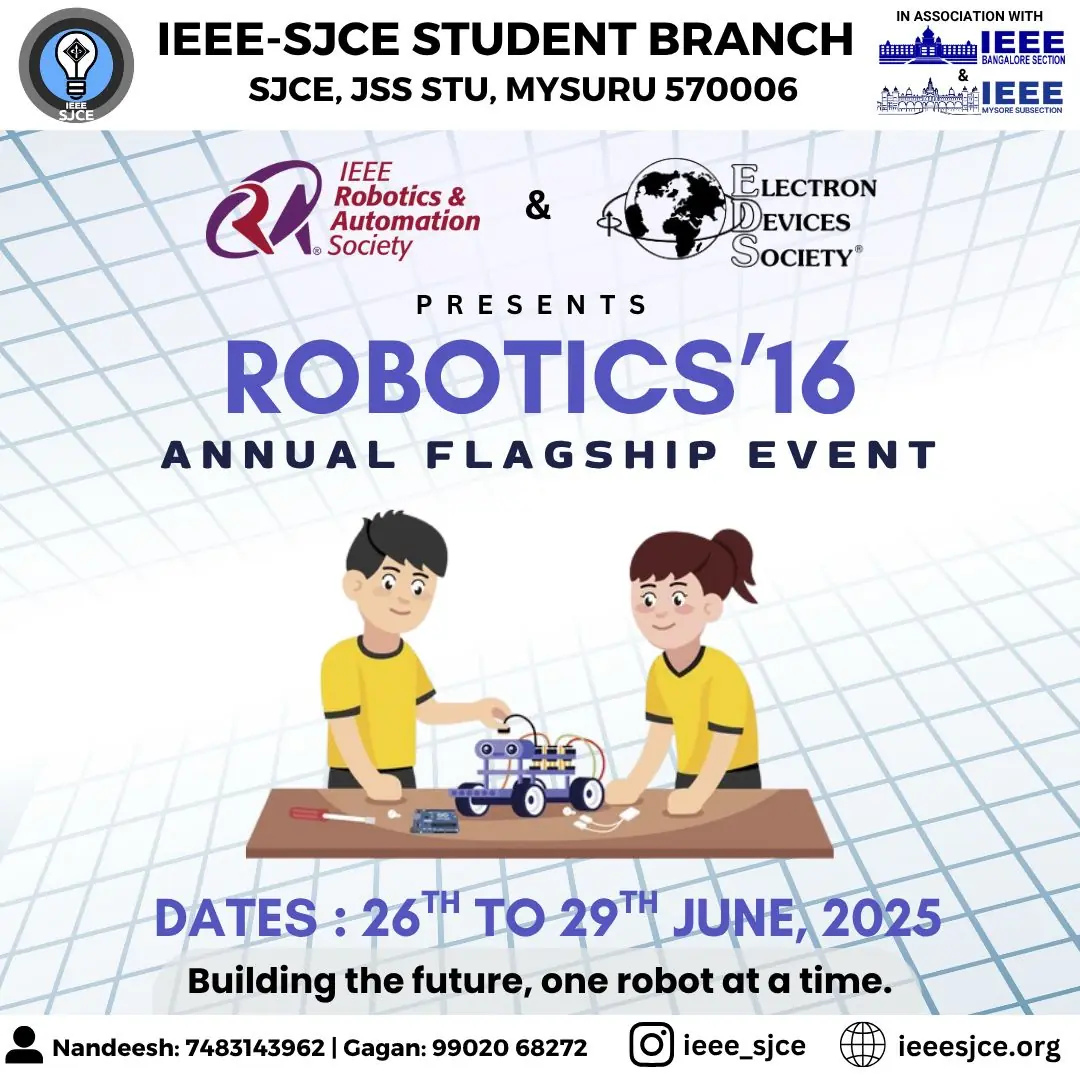 IEEE-SJCE STUDENT BRANCH
SJCE, JSS STU, MYSURU 570006
IEEE
SJCE
IN ASSOCIATION WITH
IEEE
BANGALORE SECTION
&
IEEE
MYSORE SUBSECTION
IEEE
Robotics &
Automation
Society
®
&
ELECTRON
DEVICES
SOCIETY®
PRESENTS
ROBOTICS’16
ANNUAL FLAGSHIP EVENT
DATES : 26TH TO 29TH JUNE, 2025
Building the future, one robot at a time.
Nandeesh: 7483143962 | Gagan: 99020 68272
ieee_sjce
ieeesjce.org